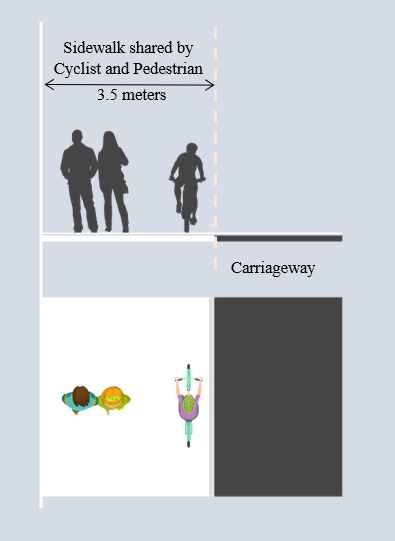 Sidewalk shared by
Cyclist and Pedestrian
3.5 meters
Carriageway